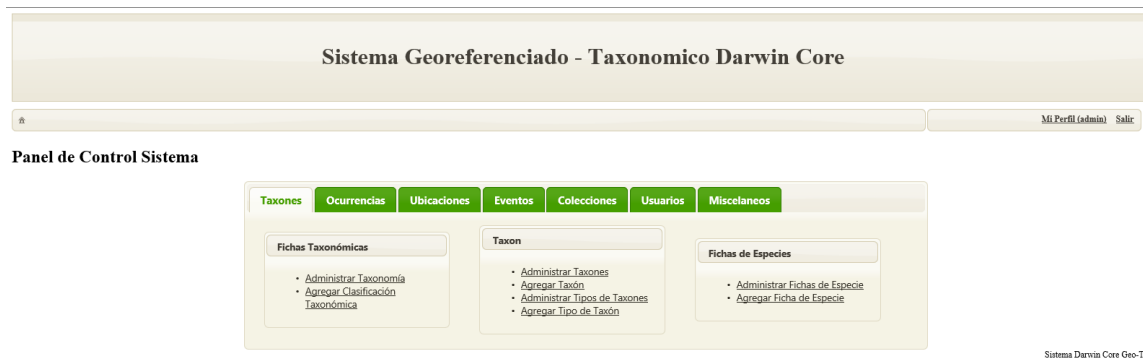 Sistema Georeferenciado - Taxonomico Darwin Core
Mi Perfil (admin) Salir
Panel de Control Sistema
Taxones Ocurrencias Ubicaciones Eventos Colecciones Usuarios Miscelaneos
Fichas Taxonómicas
• Administrar Taxonomía
• Agregar Clasificación
Taxonómica
Taxon
• Administrar Taxones
• Agregar Taxón
• Administrar Tipos de Taxones
• Agregar Tipo de Taxón
Fichas de Especies
• Administrar Fichas de Especie
• Agregar Ficha de Especie
Sistema Darwin Core Geo-T